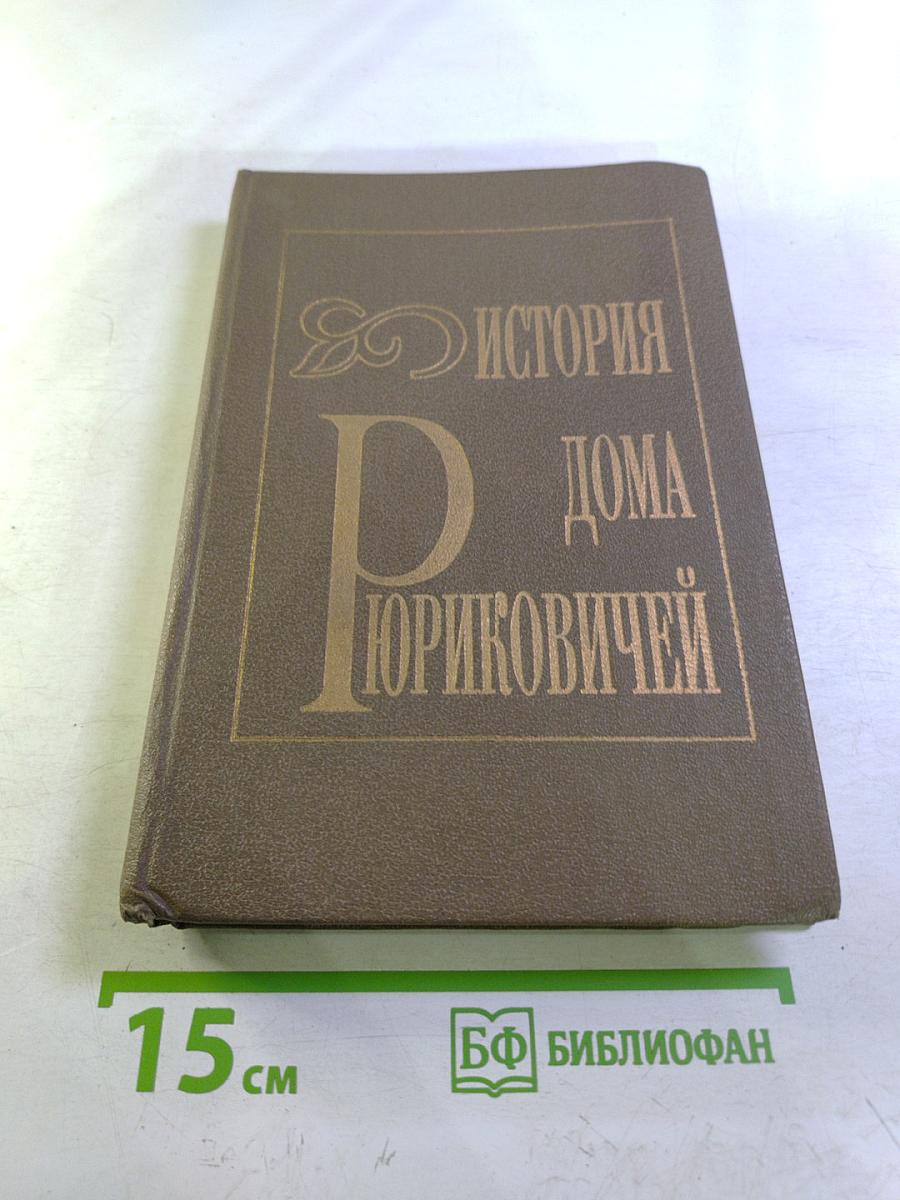 ИСТОРИЯ
ДОМА
РЮРИКОВИЧЕЙ
15 см
БФ БИБЛИОФАН